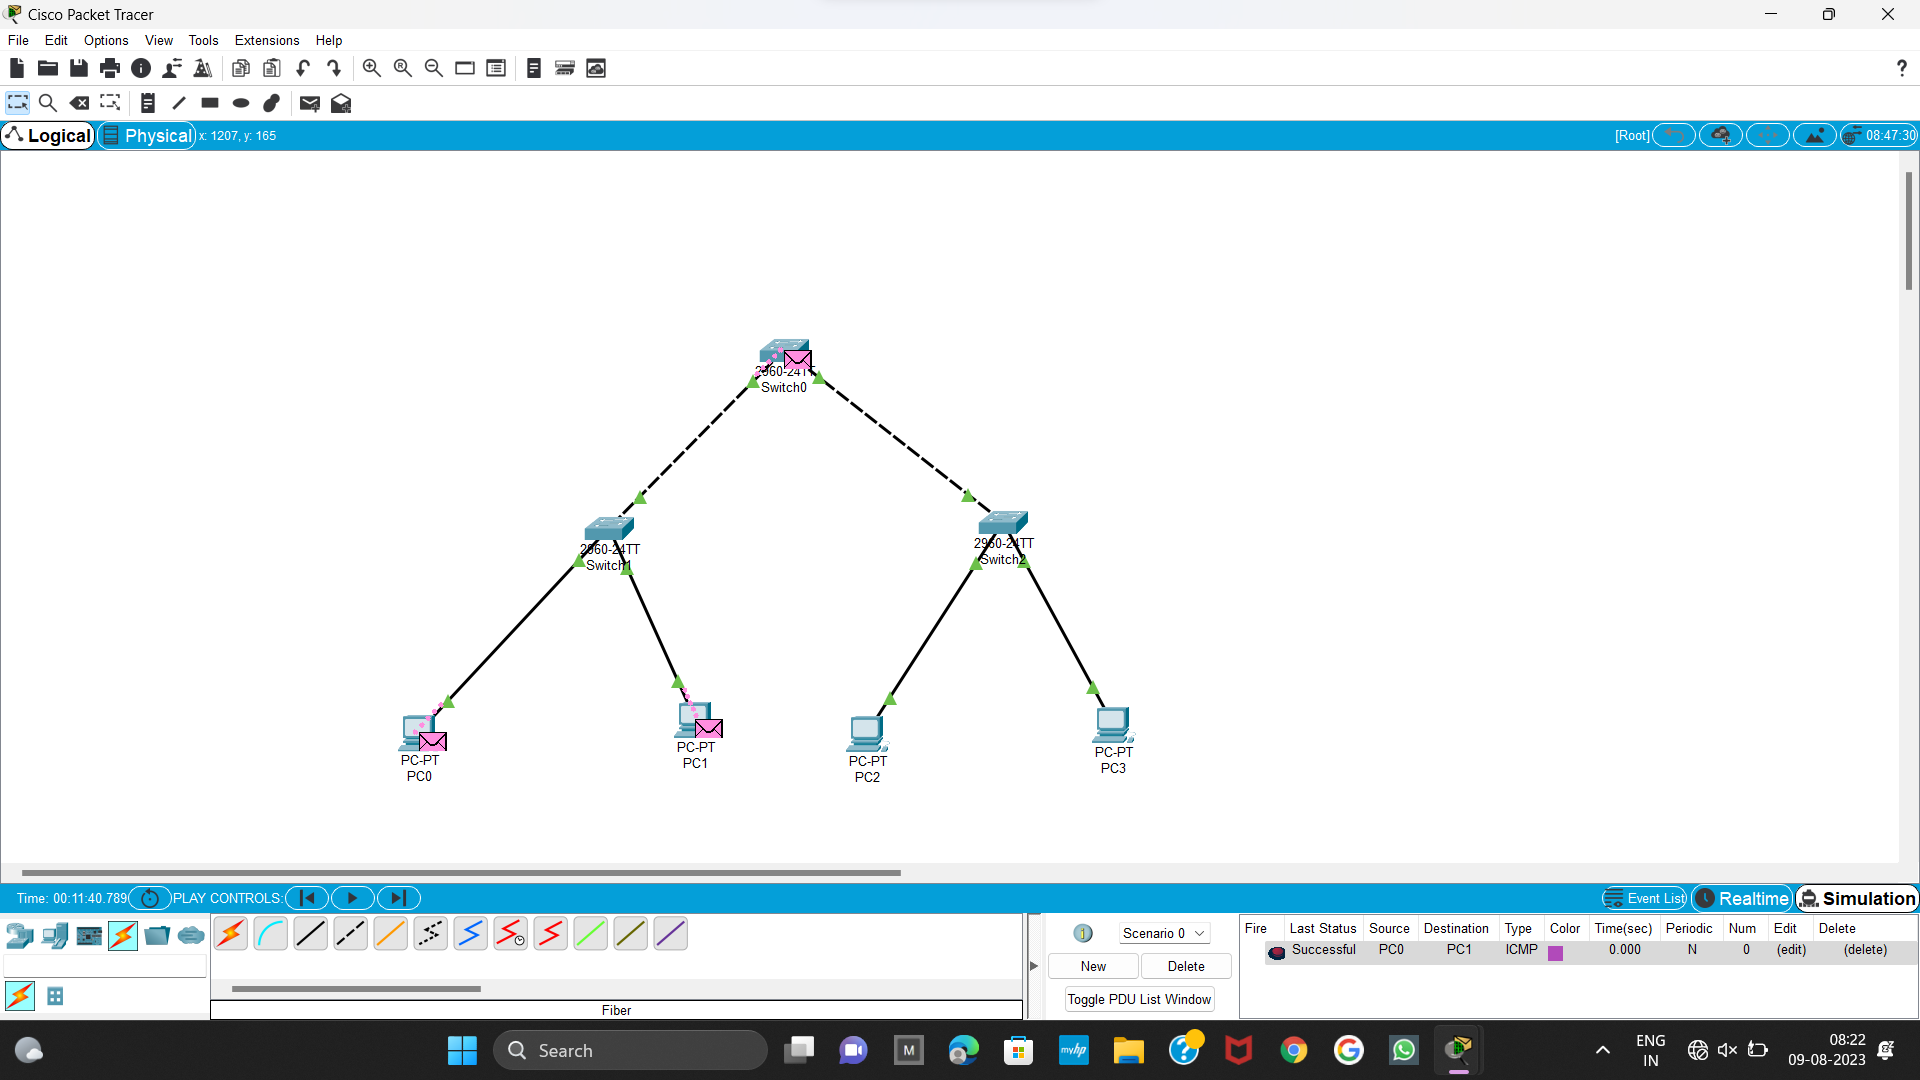 Cisco Packet Tracer
File Edit Options View Tools Extensions Help
?
Logical Physical x: 1207, y: 165 [Root] 08:47:30
2960-24TT
Switch0
2960-24TT
Switch1
2960-24TT
Switch2
PC-PT
PC0
PC-PT
PC1
PC-PT
PC2
PC-PT
PC3
Time: 00:11:40.789 PLAY CONTROLS: Event List Realtime Simulation
Scenario 0
New Delete
Toggle PDU List Window
Fire Last Status Source Destination Type Color Time(sec) Periodic Num Edit Delete
Successful PC0 PC1 ICMP 0.000 N 0 (edit) (delete)
Fiber
Search
M
myhp
ENG
IN
08:22
09-08-2023